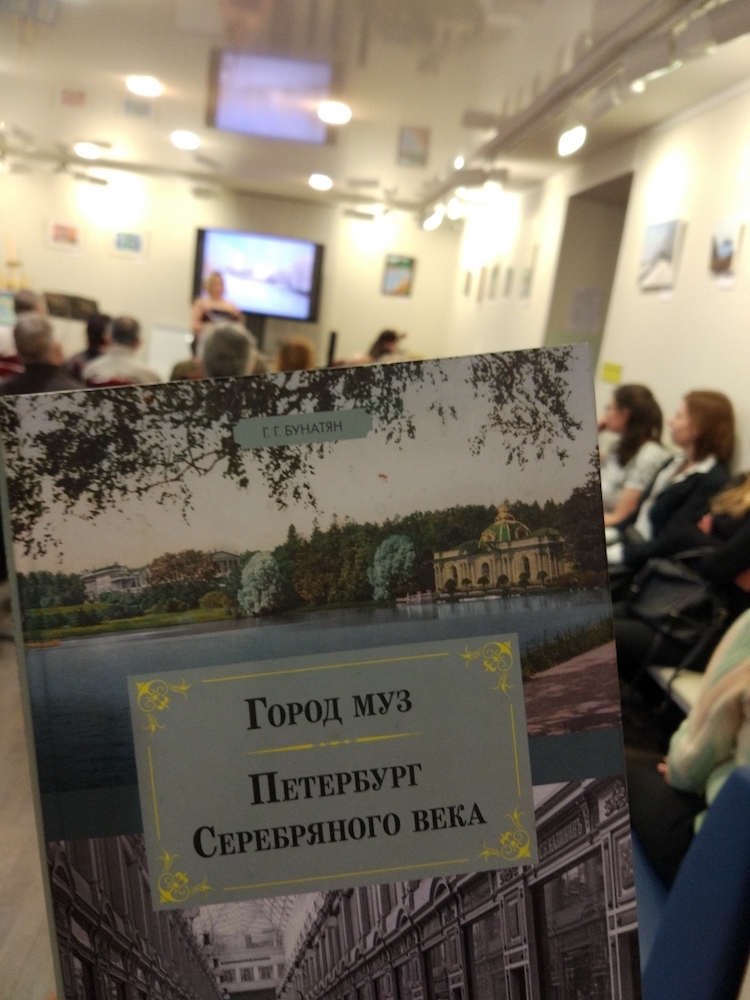 Г. Г. БУНАТЯН
ГОРОД МУЗ
ПЕТЕРБУРГ
СЕРЕБРЯНОГО ВЕКА